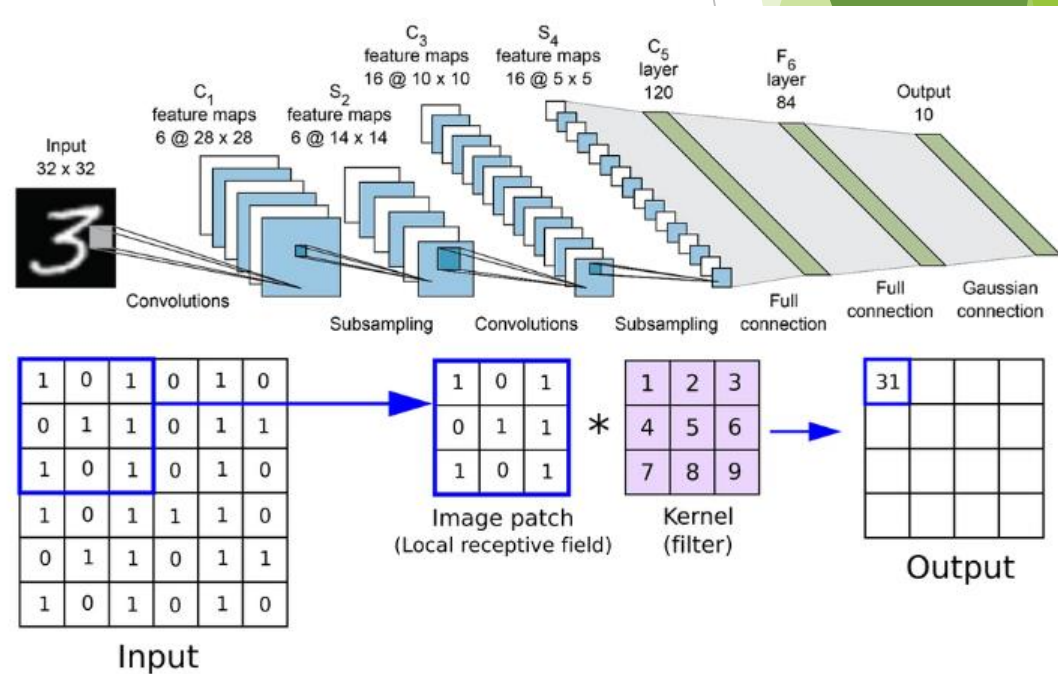 Input
32 x 32
C1
feature maps
6 @ 28 x 28
S2
feature maps
6 @ 14 x 14
C3
feature maps
16 @ 10 x 10
S4
feature maps
16 @ 5 x 5
C5
layer
120
F6
layer
84
Output
10
3
Convolutions
Subsampling
Convolutions
Subsampling
Full
connection
Full
connection
Gaussian
connection
1 0 1 0 1 0
0 1 1 0 1 1
1 0 1 0 1 0
1 0 1 1 1 0
0 1 1 0 1 1
1 0 1 0 1 0
Input
1 0 1
0 1 1
1 0 1
Image patch
(Local receptive field)
*
1 2 3
4 5 6
7 8 9
Kernel
(filter)
31
Output